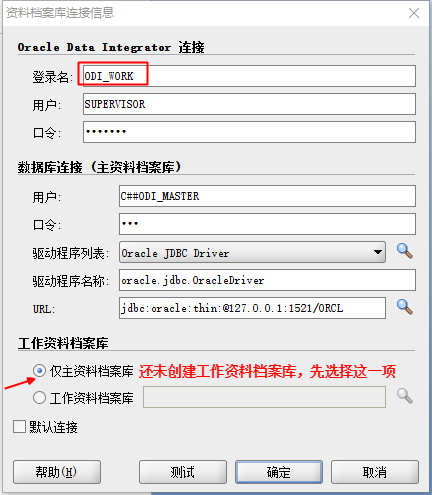 资料档案库连接信息
Oracle Data Integrator 连接
登录名: ODI_WORK
用户: SUPERVISOR
口令: •••••••
数据库连接 (主资料档案库)
用户: C##ODI_MASTER
口令: •••
驱动程序列表: Oracle JDBC Driver
驱动程序名称: oracle.jdbc.OracleDriver
URL: jdbc:oracle:thin:@127.0.0.1:1521/ORCL
工作资料档案库
仅主资料档案库 还未创建工作资料档案库，先选择这一项
工作资料档案库
默认连接
帮助(H) 测试 确定 取消